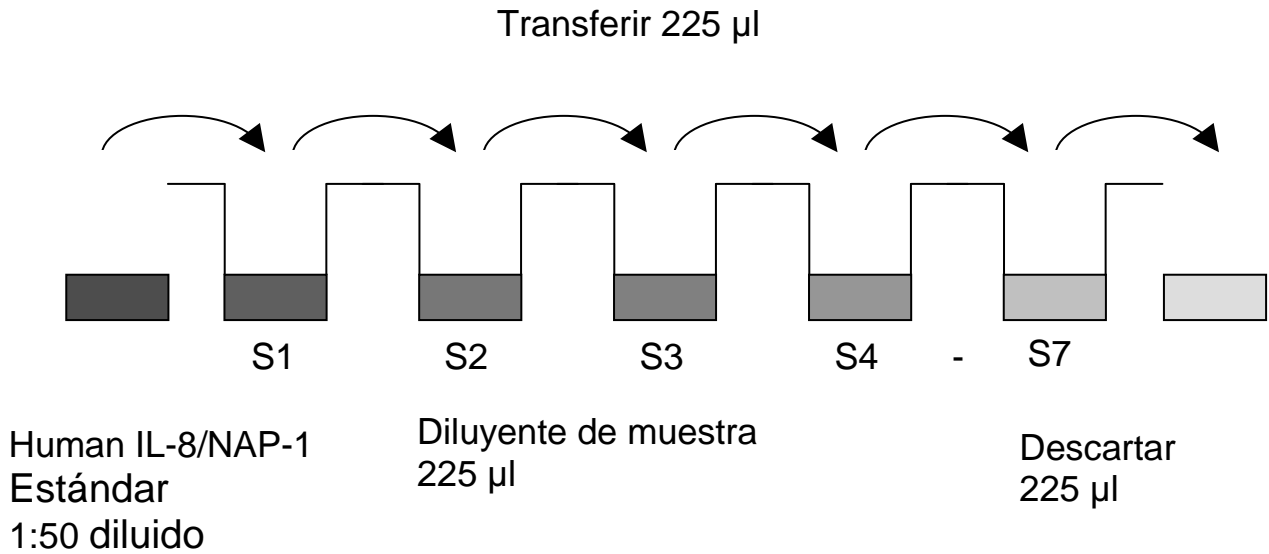 Transferir 225 µl
S1 S2 S3 S4 - S7
Human IL-8/NAP-1
Estándar
1:50 diluido
Diluyente de muestra
225 µl
Descartar
225 µl